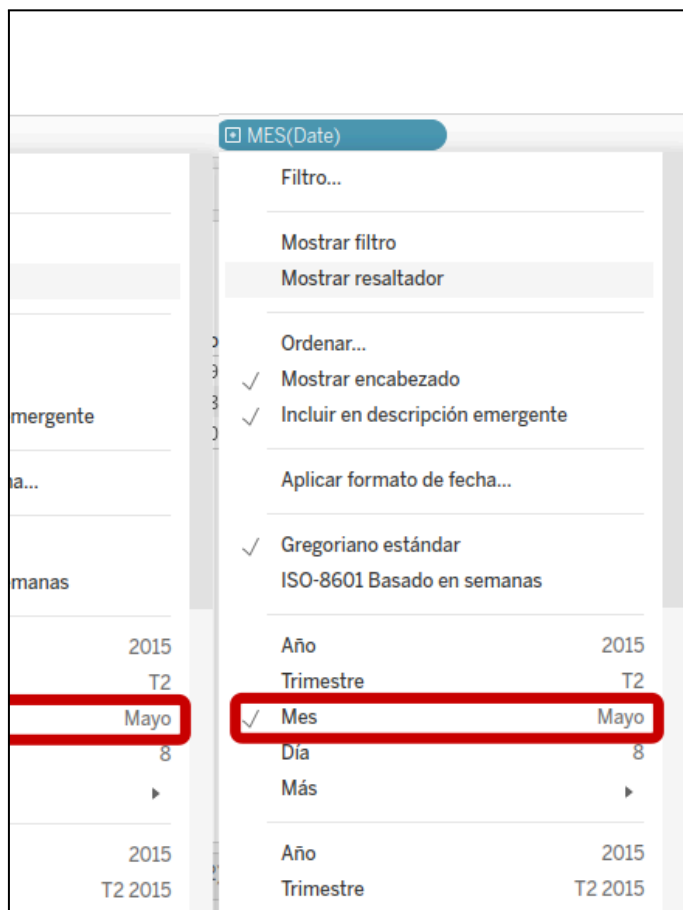 MES(Date)
Filtro...
Mostrar filtro
Mostrar resaltador
Ordenar...
Mostrar encabezado
Incluir en descripción emergente
Aplicar formato de fecha...
Gregoriano estándar
ISO-8601 Basado en semanas
Año 2015
Trimestre T2
Mes Mayo
Día 8
Más
Año 2015
Trimestre T2 2015
mergente
a...
manas
2015
T2
Mayo
8
2015
T2 2015